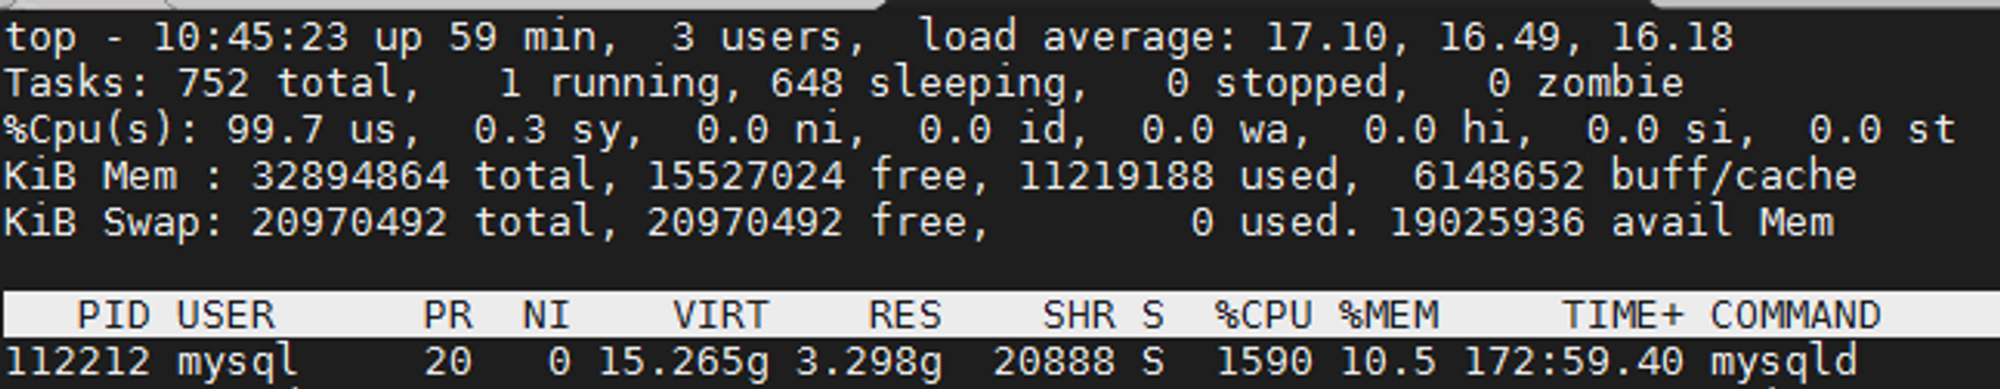 top - 10:45:23 up 59 min,  3 users,  load average: 17.10, 16.49, 16.18
Tasks: 752 total,   1 running, 648 sleeping,   0 stopped,   0 zombie
%Cpu(s): 99.7 us,  0.3 sy,  0.0 ni,  0.0 id,  0.0 wa,  0.0 hi,  0.0 si,  0.0 st
KiB Mem : 32894864 total, 15527024 free, 11219188 used,  6148652 buff/cache
KiB Swap: 20970492 total, 20970492 free,        0 used. 19025936 avail Mem
PID USER      PR  NI    VIRT    RES    SHR S  %CPU %MEM     TIME+ COMMAND
112212 mysql     20   0 15.265g 3.298g  20888 S  1590 10.5 172:59.40 mysqld